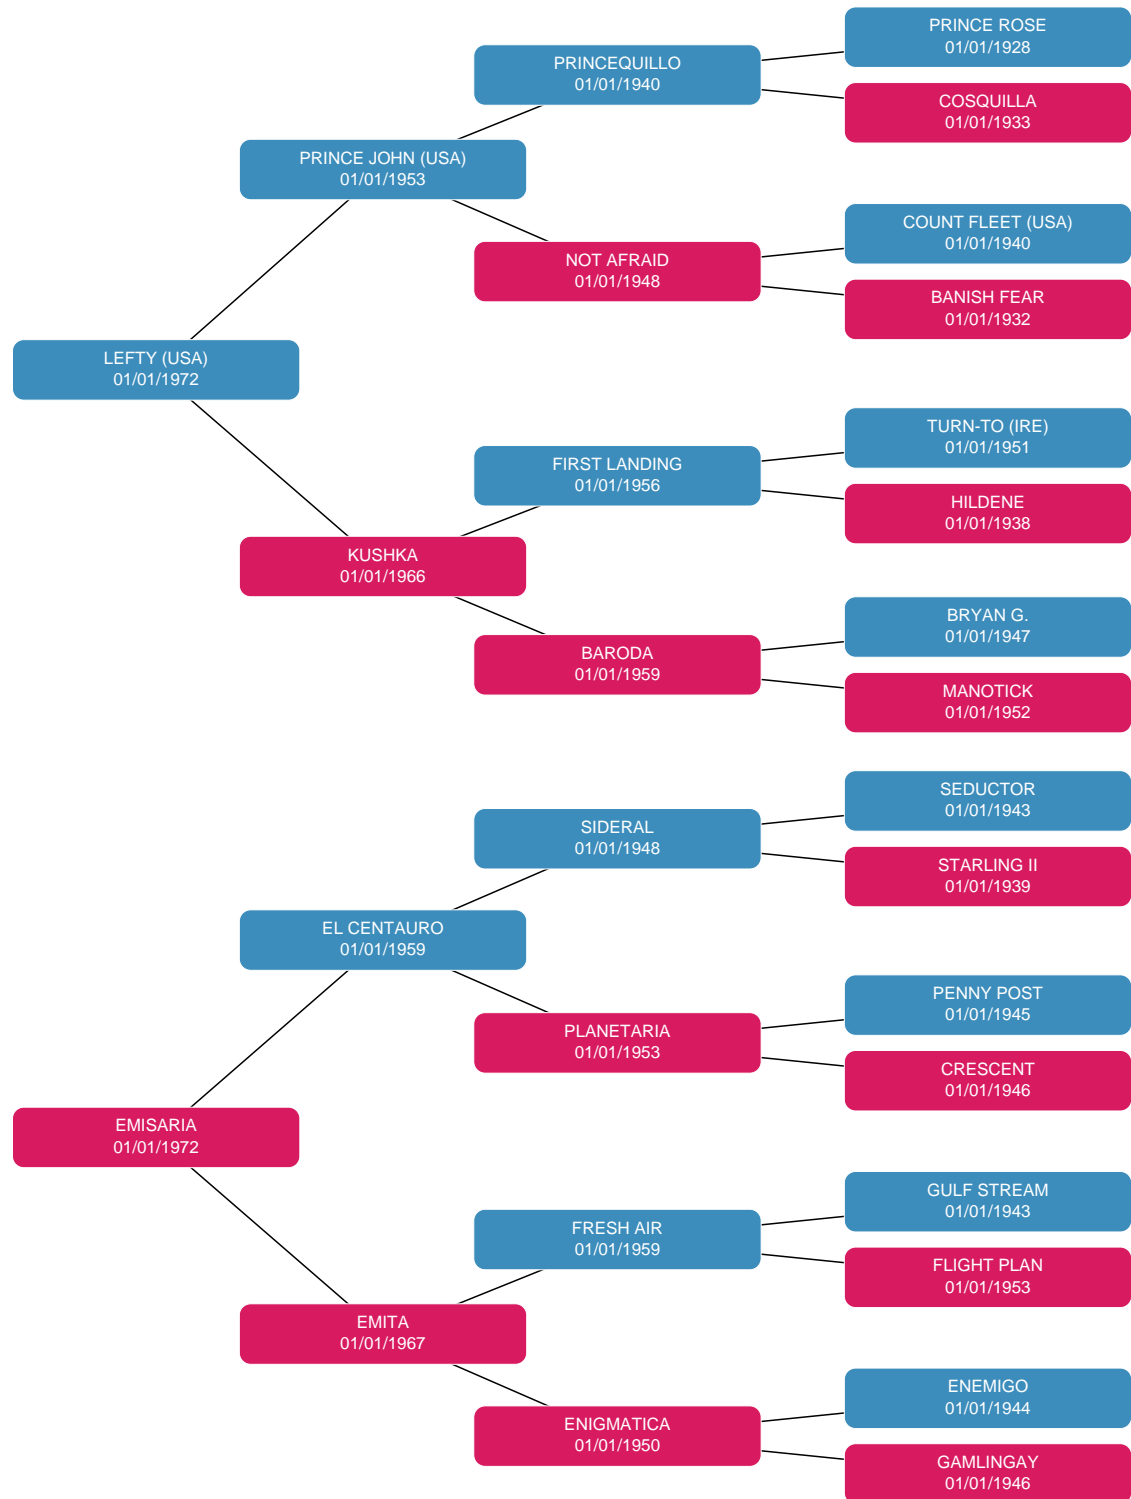 PRINCE ROSE
01/01/1928
PRINCEQUILLO
01/01/1940
COSQUILLA
01/01/1933
PRINCE JOHN (USA)
01/01/1953
COUNT FLEET (USA)
01/01/1940
NOT AFRAID
01/01/1948
BANISH FEAR
01/01/1932
LEFTY (USA)
01/01/1972
TURN-TO (IRE)
01/01/1951
FIRST LANDING
01/01/1956
HILDENE
01/01/1938
KUSHKA
01/01/1966
BRYAN G.
01/01/1947
BARODA
01/01/1959
MANOTICK
01/01/1952
SEDUCTOR
01/01/1943
SIDERAL
01/01/1948
STARLING II
01/01/1939
EL CENTAURO
01/01/1959
PENNY POST
01/01/1945
PLANETARIA
01/01/1953
CRESCENT
01/01/1946
EMISARIA
01/01/1972
GULF STREAM
01/01/1943
FRESH AIR
01/01/1959
FLIGHT PLAN
01/01/1953
EMITA
01/01/1967
ENEMIGO
01/01/1944
ENIGMATICA
01/01/1950
GAMLINGAY
01/01/1946